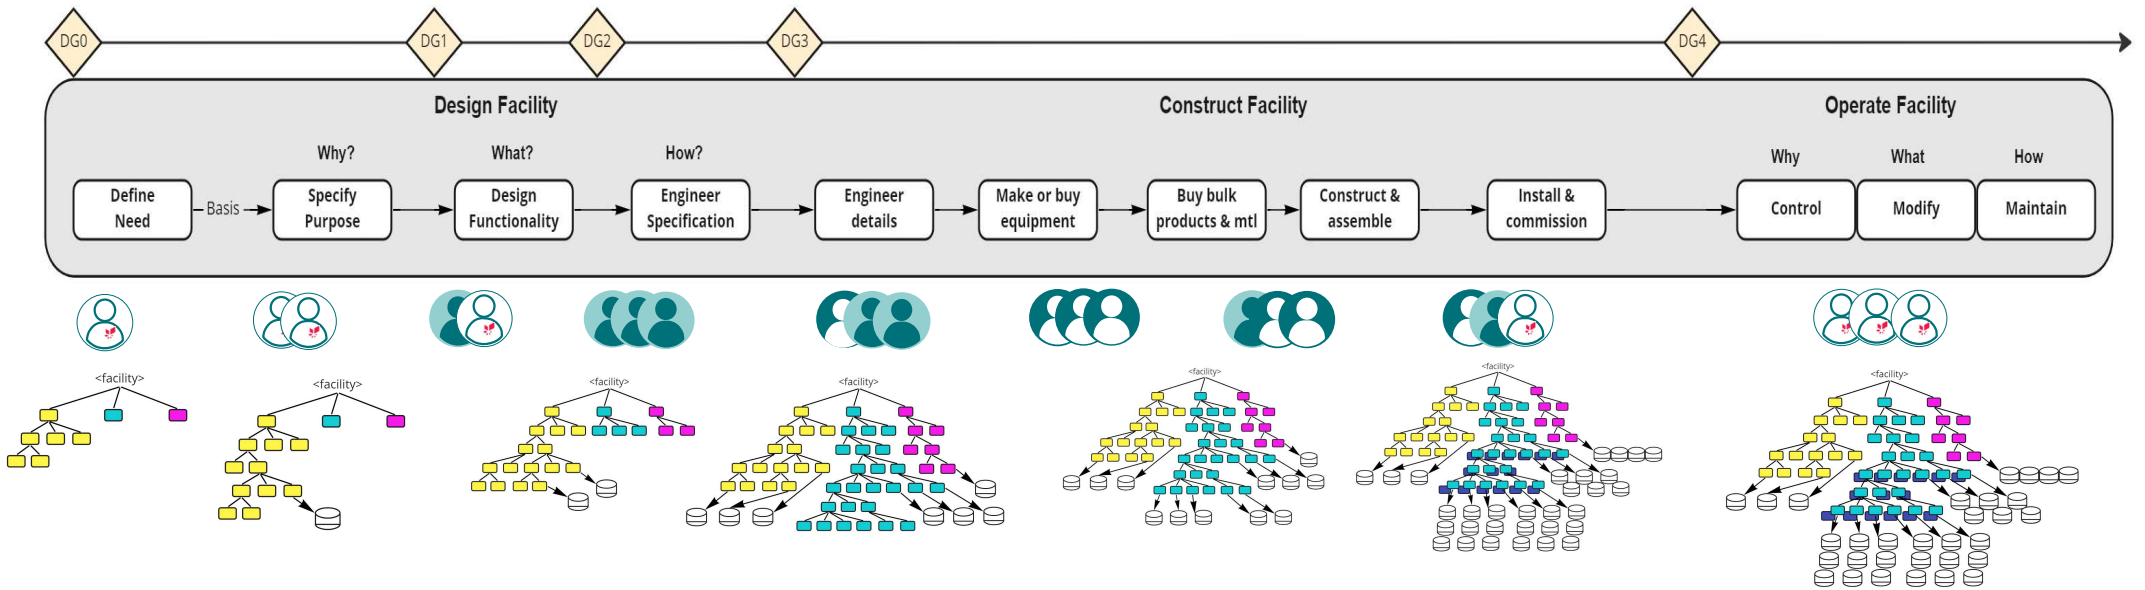 DG0 DG1 DG2 DG3 DG4
Design Facility Construct Facility Operate Facility
Why? What? How? Why What How
Define
Need
Basis
Specify
Purpose
Design
Functionality
Engineer
Specification
Engineer
details
Make or buy
equipment
Buy bulk
products & mtl
Construct &
assemble
Install &
commission
Control
Modify
Maintain
<facility>
<facility>
<facility>
<facility>
<facility>
<facility>
<facility>